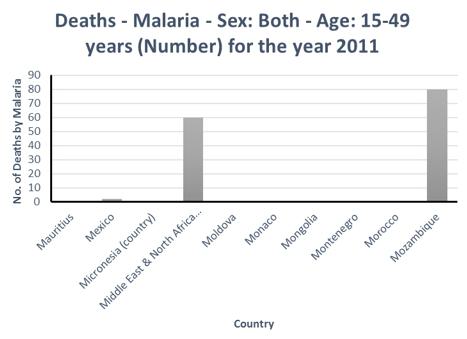 Deaths - Malaria - Sex: Both - Age: 15-49
years (Number) for the year 2011
No. of Deaths by Malaria
90
80
70
60
50
40
30
20
10
0
Mauritius
Mexico
Micronesia (country)
Middle East & North Africa...
Moldova
Monaco
Mongolia
Montenegro
Morocco
Mozambique
Country